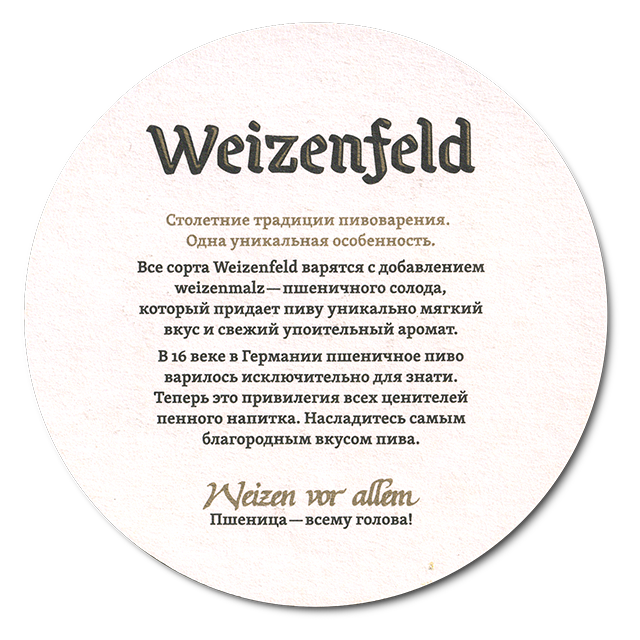 Weizenfeld
Столетние традиции пивоварения.
Одна уникальная особенность.
Все сорта Weizenfeld варятся с добавлением
weizenmalz—пшеничного солода,
который придает пиву уникально мягкий
вкус и свежий упоительный аромат.
В 16 веке в Германии пшеничное пиво
варилось исключительно для знати.
Теперь это привилегия всех ценителей
пенного напитка. Насладитесь самым
благородным вкусом пива.
Weizen vor allem
Пшеница—всему голова!